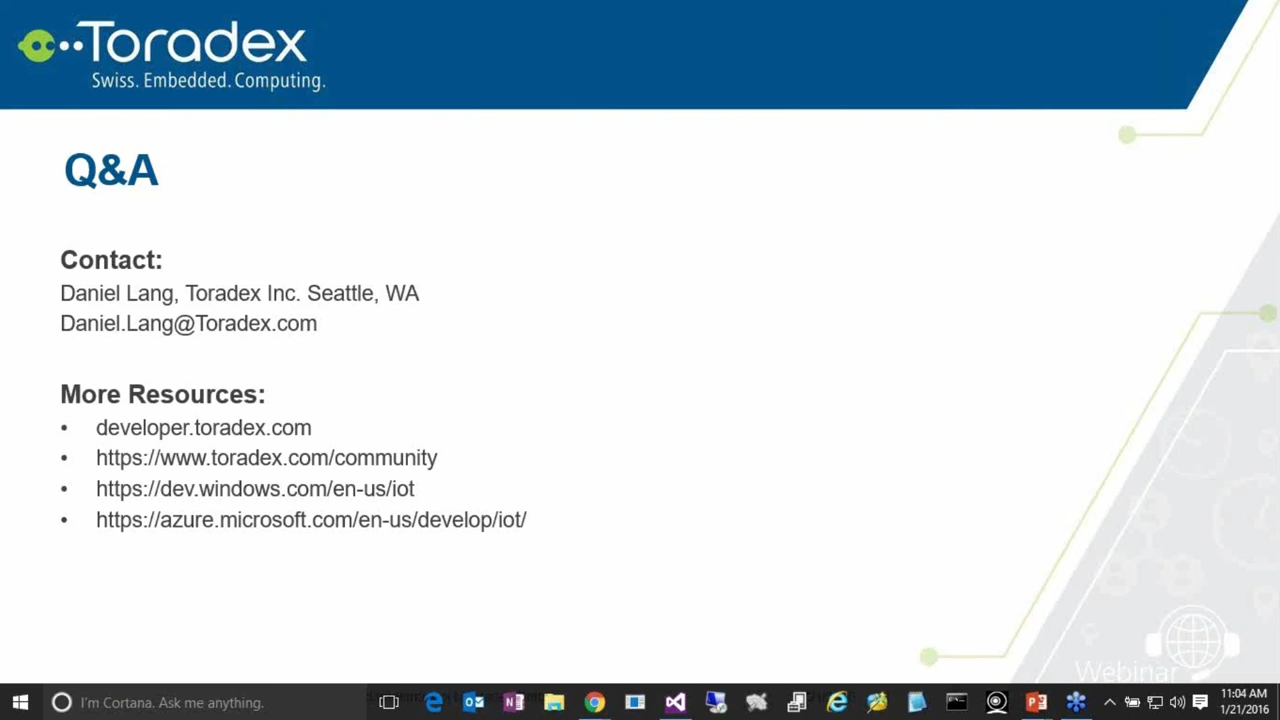 Toradex
Swiss. Embedded. Computing.
Q&A
Contact:
Daniel Lang, Toradex Inc. Seattle, WA
Daniel.Lang@Toradex.com
More Resources:
• developer.toradex.com
• https://www.toradex.com/community
• https://dev.windows.com/en-us/iot
• https://azure.microsoft.com/en-us/develop/iot/
Webinar
I'm Cortana. Ask me anything.
11:04 AM
1/21/2016